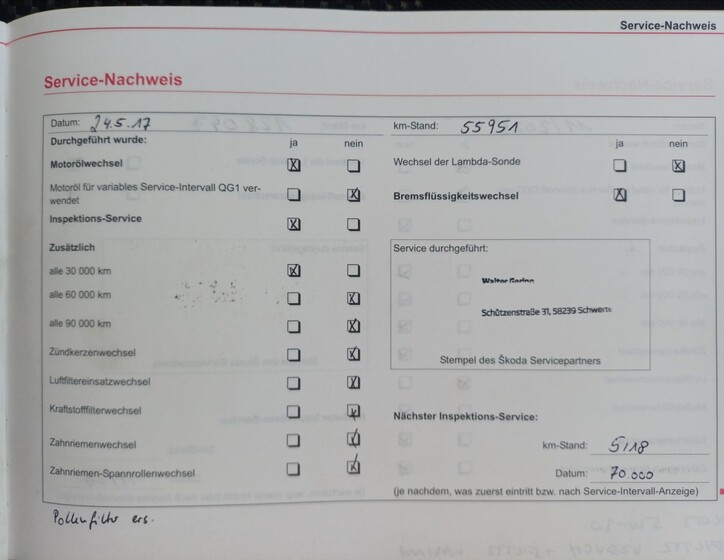 Service-Nachweis
Service-Nachweis
Datum: 24.5.17
km-Stand: 55951
Durchgeführt wurde: ja nein
ja nein
Motorölwechsel
Wechsel der Lambda-Sonde
Motoröl für variables Service-Intervall QG1 ver-
wendet
Bremsflüssigkeitswechsel
Inspektions-Service
Zusätzlich
Service durchgeführt:
alle 30 000 km
Walter
alle 60 000 km
Schützenstraße 31, 58239 Schwerte
alle 90 000 km
Zündkerzenwechsel
Stempel des Škoda Servicepartners
Luftfiltereinsatzwechsel
Kraftstofffilterwechsel
Nächster Inspektions-Service:
Zahnriemenwechsel
km-Stand: 5/18
Zahnriemen-Spannrollenwechsel
Datum: 70.000
(je nachdem, was zuerst eintritt bzw. nach Service-Intervall-Anzeige)
Pollenfilter ers.